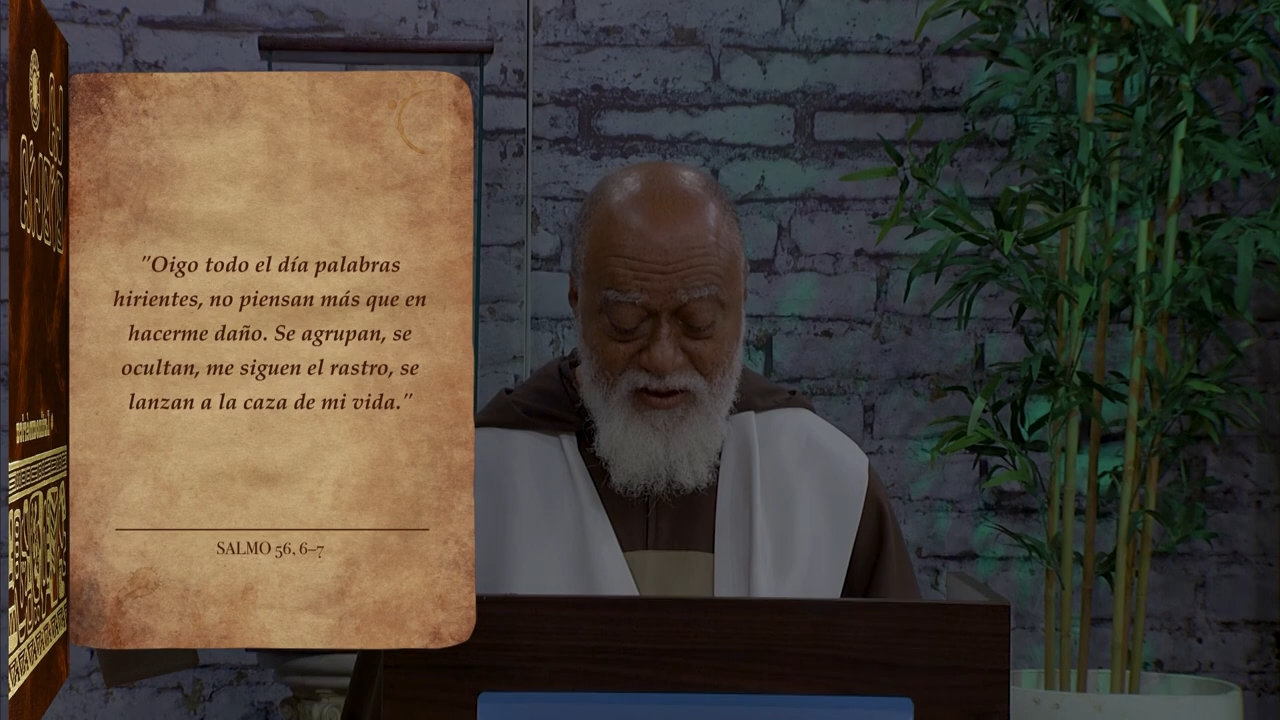 "Oigo todo el día palabras
hirientes, no piensan más que en
hacerme daño. Se agrupan, se
ocultan, me siguen el rastro, se
lanzan a la caza de mi vida."
SALMO 56, 6–7